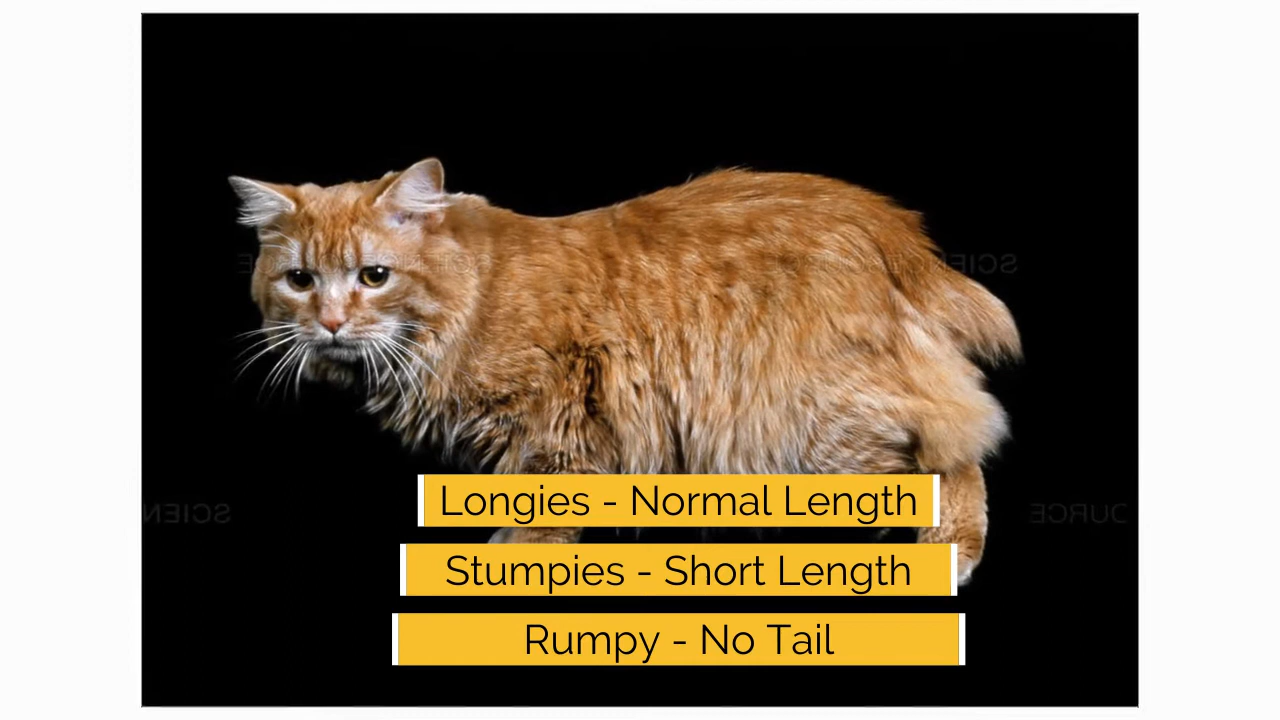 Longies - Normal Length
Stumpies - Short Length
Rumpy - No Tail